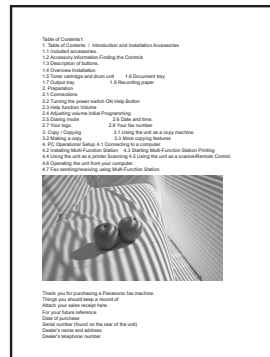 Table of Contents1.
1. Table of Contents / Introduction and Installation Accessories
1.1 Included accessories.
1.2 Accessory information.Finding the Controls
1.3 Description of buttons.
1.4 Overview Installation
1.5 Toner cartridge and drum unit 1.6 Document tray
1.7 Output tray 1.8 Recording paper
2. Preparation
2.1 Connections
2.2 Turning the power switch ON Help Button
2.3 Help function Volume
2.4 Adjusting volume Initial Programming
2.5 Dialing mode 2.6 Date and time.
2.7 Your logo. 2.8 Your fax number
3. Copy / Copying 3.1 Using the unit as a copy machine.
3.2 Making a copy 3.3 More copying features
4. PC Operations/ Setup 4.1 Connecting to a computer
4.2 Installing Multi-Function Station 4.3 Starting Multi-Function Station Printing
4.4 Using the unit as a printer Scanning 4.5 Using the unit as a scannerRemote Control
4.6 Operating the unit from your computer.
4.7 Fax sending/receiving using Multi-Function Station
Thank you for purchasing a Panasonic fax machine.
Things you should keep a record of
Attach your sales receipt here.
For your future reference
Date of purchase
Serial number (found on the rear of the unit)
Dealer's name and address
Dealer's telephone number